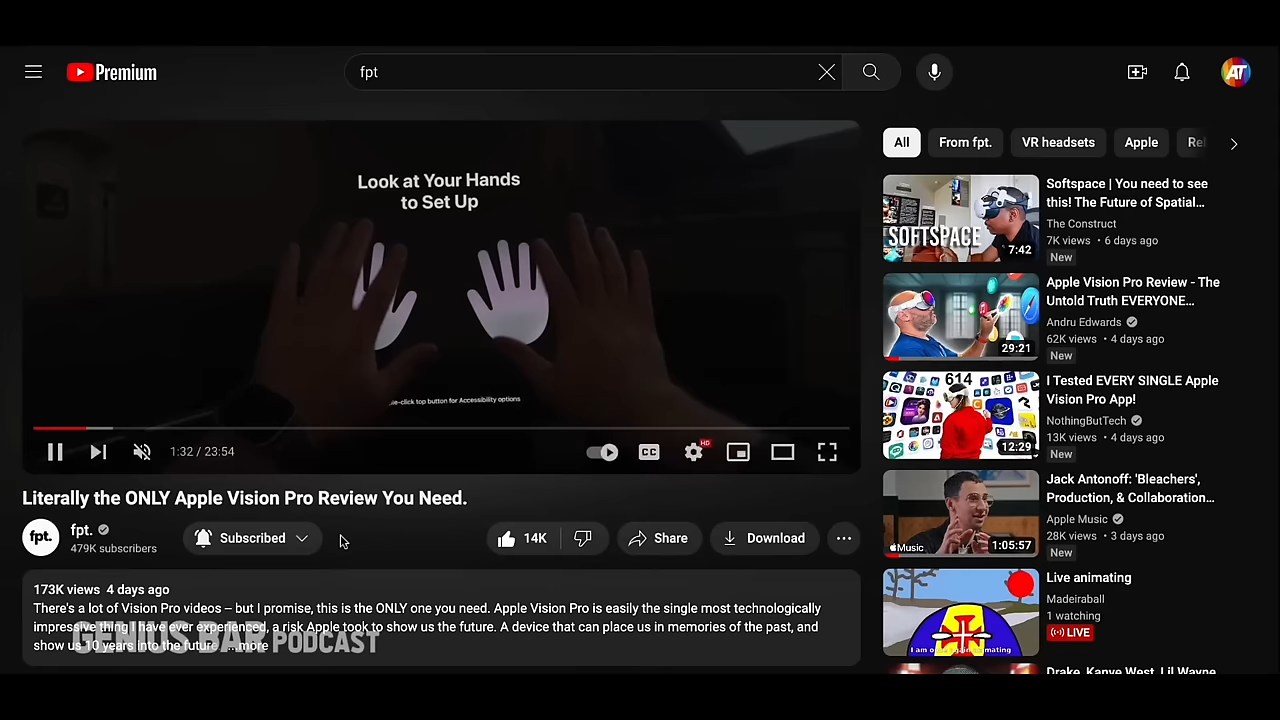 Premium
fpt
AT
Look at Your Hands
to Set Up
-click top button for Accessibility options
1:32 / 23:54
CC
HD
Literally the ONLY Apple Vision Pro Review You Need.
fpt.
fpt.
479K subscribers
Subscribed
14K
Share
Download
173K views 4 days ago
There's a lot of Vision Pro videos – but I promise, this is the ONLY one you need. Apple Vision Pro is easily the single most technologically
impressive thing I have ever experienced, a risk Apple took to show us the future. A device that can place us in memories of the past, and
show us 10 years into the future ...more
GENIUS BAR PODCAST
All
From fpt.
VR headsets
Apple
Re
SOFTSPACE
7:42
Softspace | You need to see
this! The Future of Spatial...
The Construct
7K views • 6 days ago
New
29:21
Apple Vision Pro Review - The
Untold Truth EVERYONE...
Andru Edwards
62K views • 4 days ago
New
614
12:29
I Tested EVERY SINGLE Apple
Vision Pro App!
NothingButTech
13K views • 4 days ago
New
Music
1:05:57
Jack Antonoff: 'Bleachers',
Production, & Collaboration...
Apple Music
28K views • 3 days ago
New
Live animating
Madeiraball
1 watching
LIVE
Drake, Kanye West, Lil Wayne